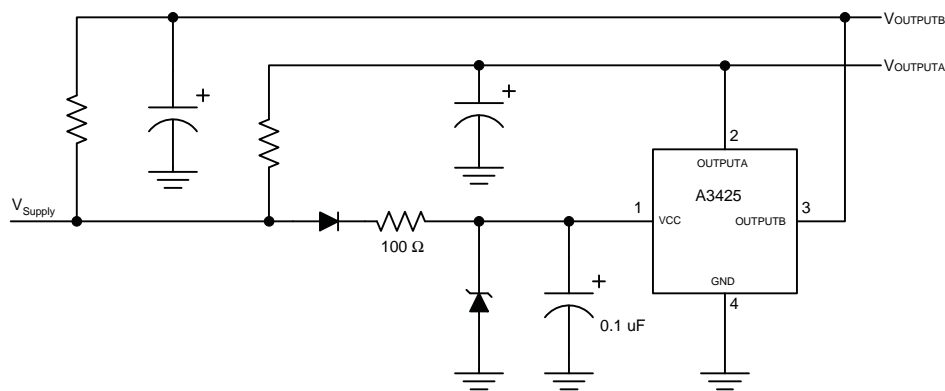 VOUTPUTB
VOUTPUTA
+
+
2
OUTPUTA
A3425
VSupply
1
VCC
OUTPUTB
3
100 Ω
GND
+
4
0.1 uF